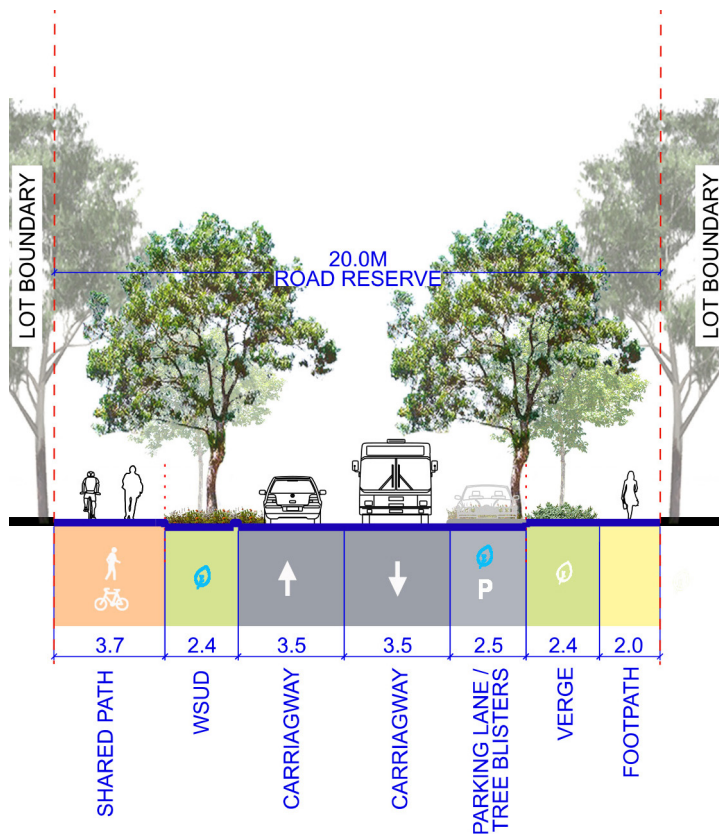 LOT BOUNDARY
20.0M
ROAD RESERVE
LOT BOUNDARY
P
3.7
2.4
3.5
3.5
2.5
2.4
2.0
SHARED PATH
WSUD
CARRIAGWAY
CARRIAGWAY
PARKING LANE /
TREE BLISTERS
VERGE
FOOTPATH